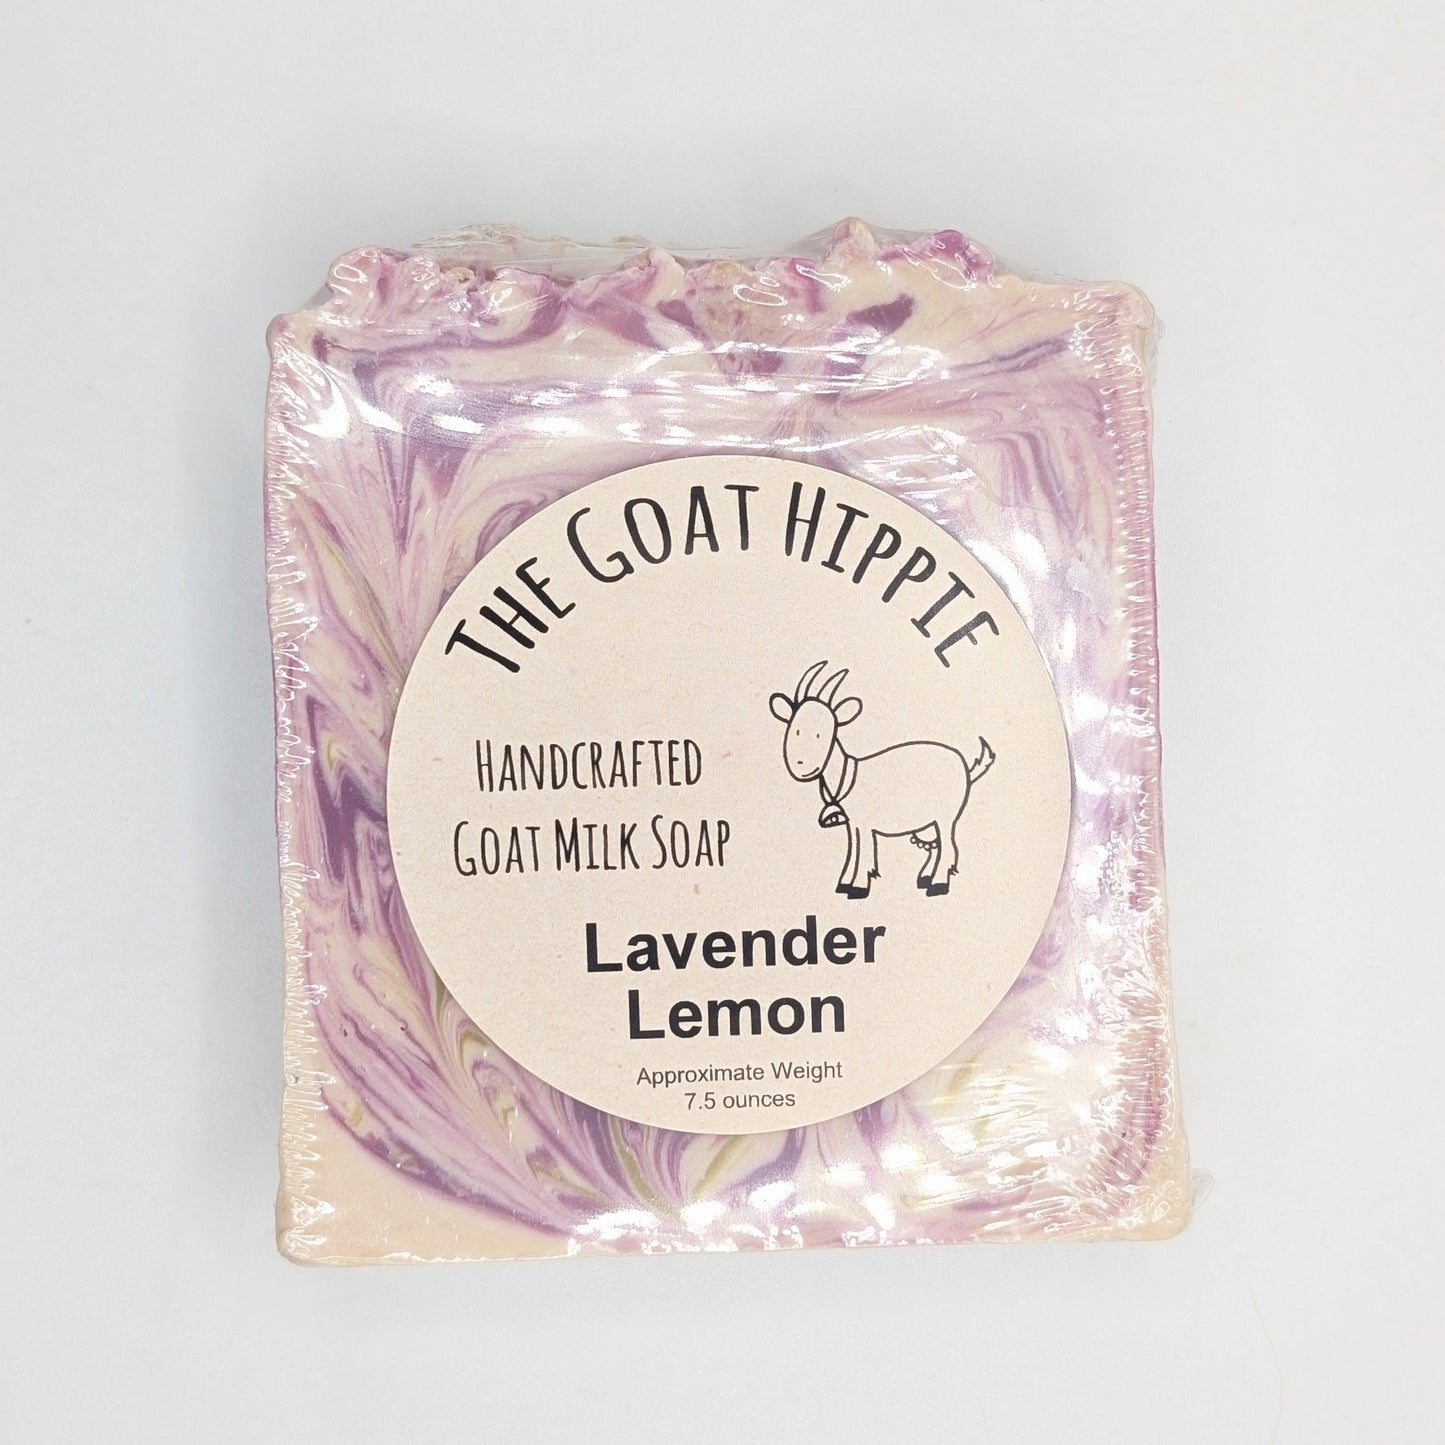 THE GOAT HIPPIE
HANDCRAFTED
GOAT MILK SOAP
Lavender
Lemon
Approximate Weight
7.5 ounces